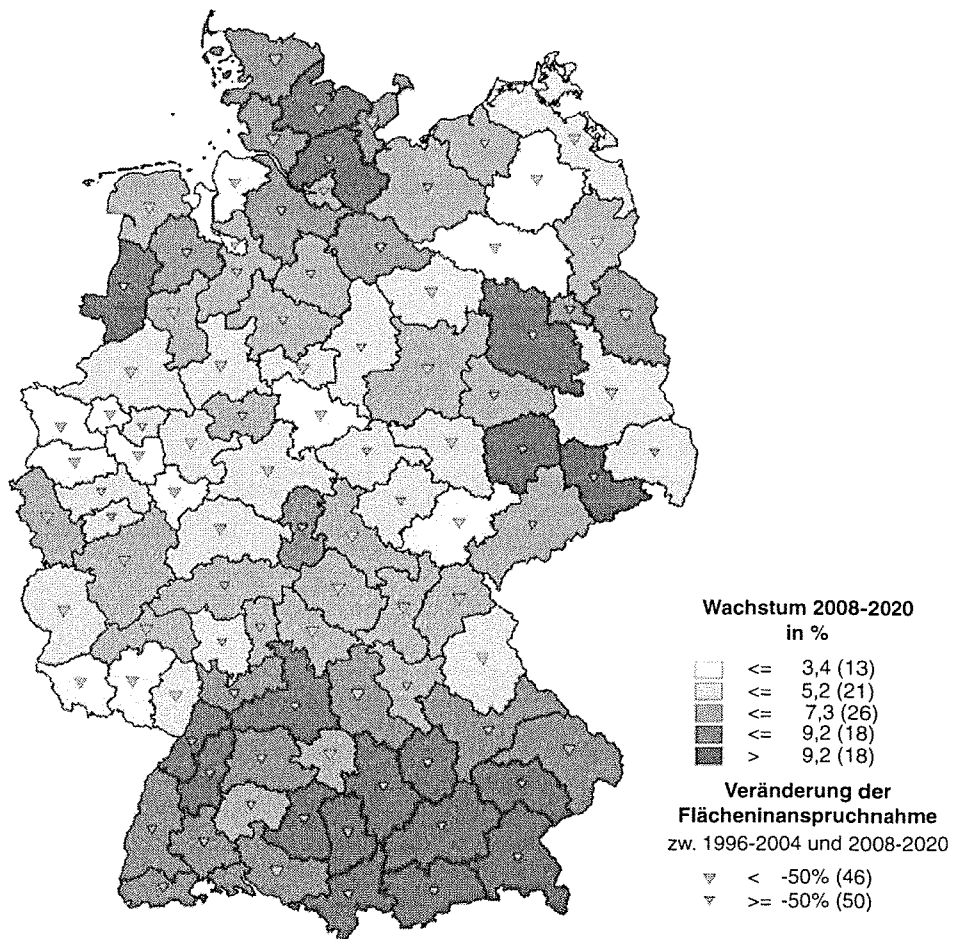 Wachstum 2008-2020
in %
<= 3,4 (13)
<= 5,2 (21)
<= 7,3 (26)
<= 9,2 (18)
> 9,2 (18)
Veränderung der
Flächeninanspruchnahme
zw. 1996-2004 und 2008-2020
< -50% (46)
>= -50% (50)